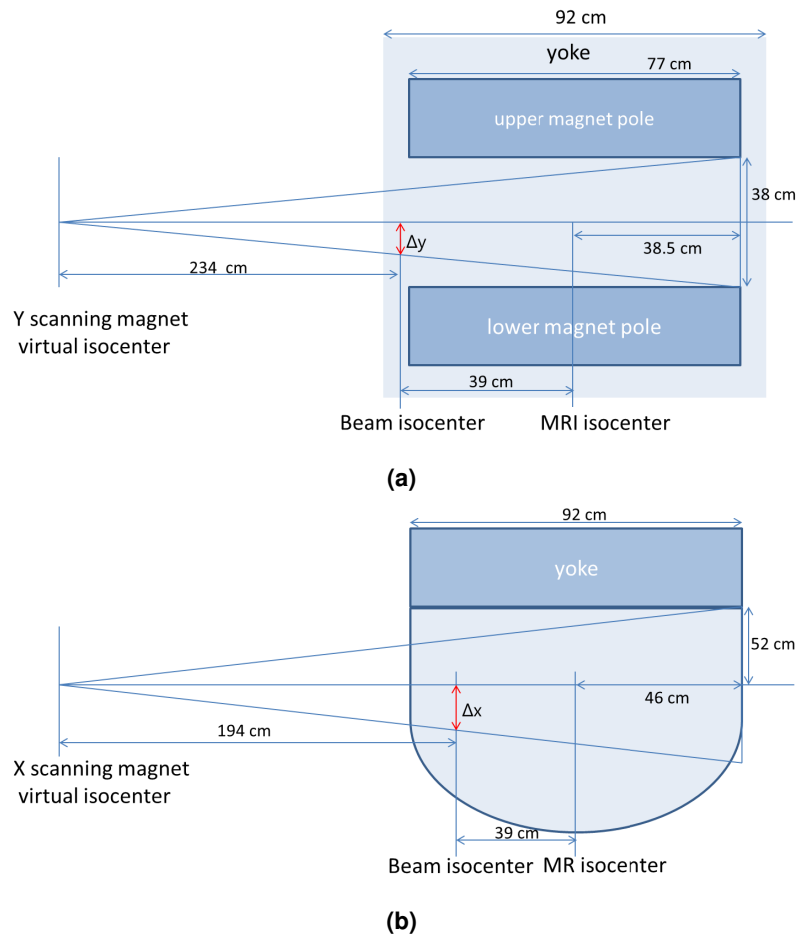 92 cm
yoke
77 cm
upper magnet pole
38 cm
Δy
38.5 cm
234 cm
Y scanning magnet
virtual isocenter
lower magnet pole
39 cm
Beam isocenter
MRI isocenter
(a)
92 cm
yoke
52 cm
Δx
46 cm
194 cm
X scanning magnet
virtual isocenter
39 cm
Beam isocenter
MR isocenter
(b)